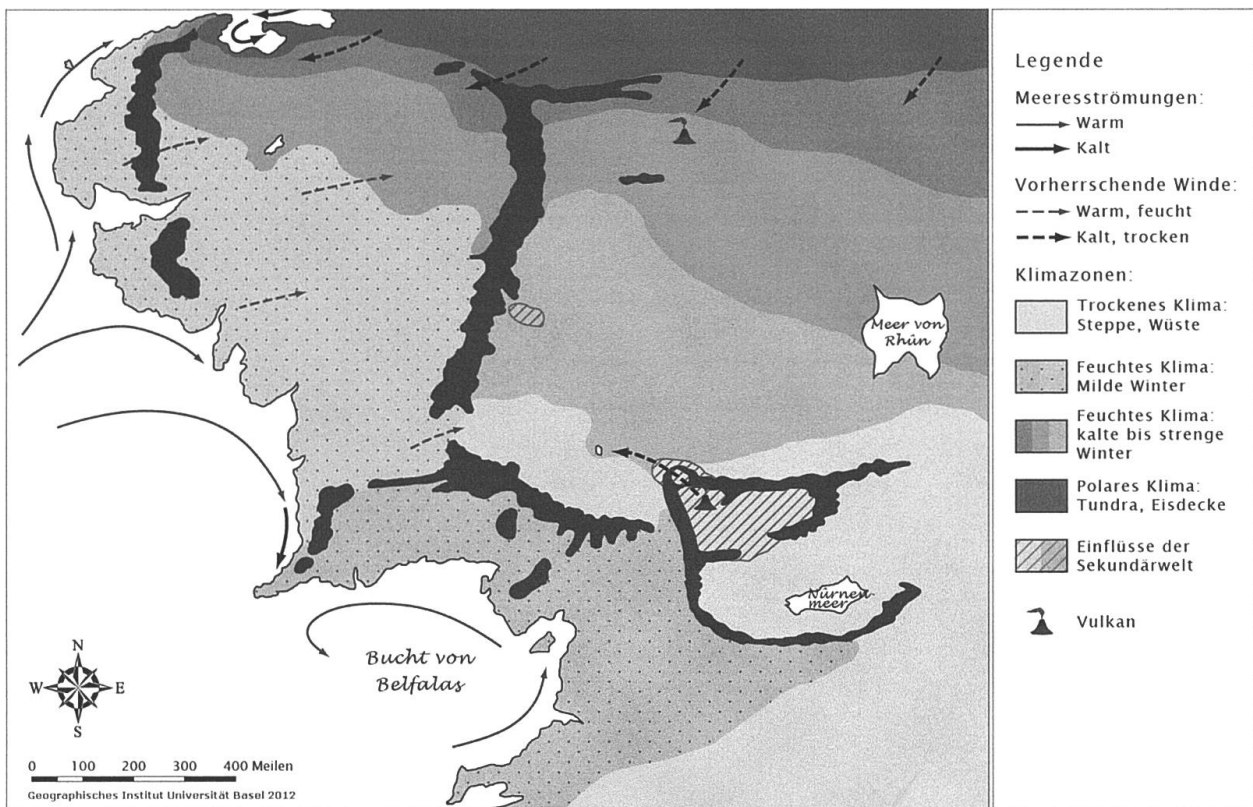 Meer von
Rhûn
Nûrnen
meer
Bucht von
Belfalas
N
W
E
S
0 100 200 300 400 Meilen
Geographisches Institut Universität Basel 2012
Legende
Meeresströmungen:
Warm
Kalt
Vorherrschende Winde:
Warm, feucht
Kalt, trocken
Klimazonen:
Trockenes Klima:
Steppe, Wüste
Feuchtes Klima:
Milde Winter
Feuchtes Klima:
kalte bis strenge
Winter
Polares Klima:
Tundra, Eisdecke
Einflüsse der
Sekundärwelt
Vulkan